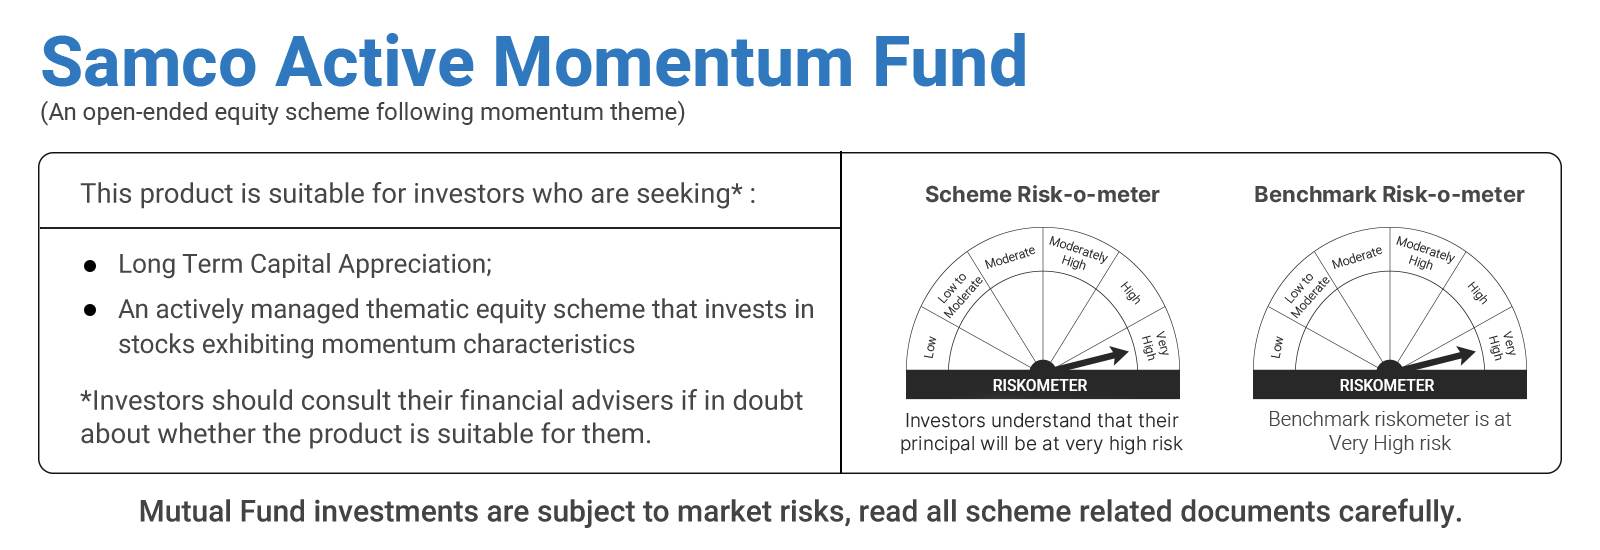 Samco Active Momentum Fund
(An open-ended equity scheme following momentum theme)
This product is suitable for investors who are seeking* :
● Long Term Capital Appreciation;
● An actively managed thematic equity scheme that invests in
stocks exhibiting momentum characteristics
*Investors should consult their financial advisers if in doubt
about whether the product is suitable for them.
Scheme Risk-o-meter
Low
Low to
Moderate
Moderate
Moderately
High
High
Very
High
RISKOMETER
Investors understand that their
principal will be at very high risk
Benchmark Risk-o-meter
Low
Low to
Moderate
Moderate
Moderately
High
High
Very
High
RISKOMETER
Benchmark riskometer is at
Very High risk
Mutual Fund investments are subject to market risks, read all scheme related documents carefully.